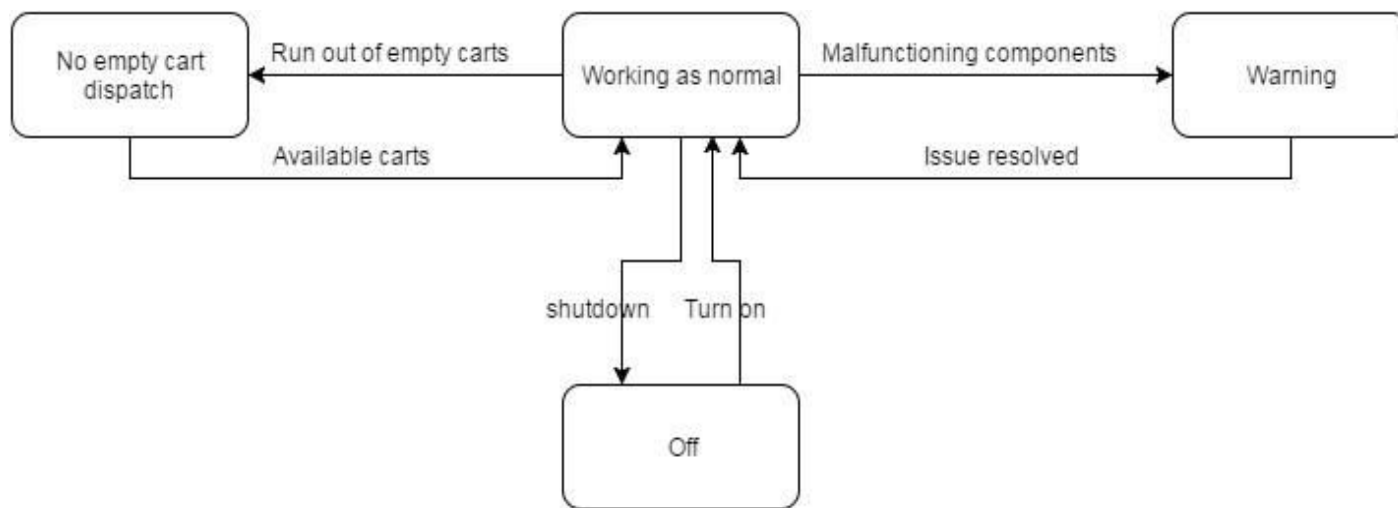 No empty cart
dispatch
Run out of empty carts
Working as normal
Malfunctioning components
Warning
Available carts
Issue resolved
shutdown
Turn on
Off